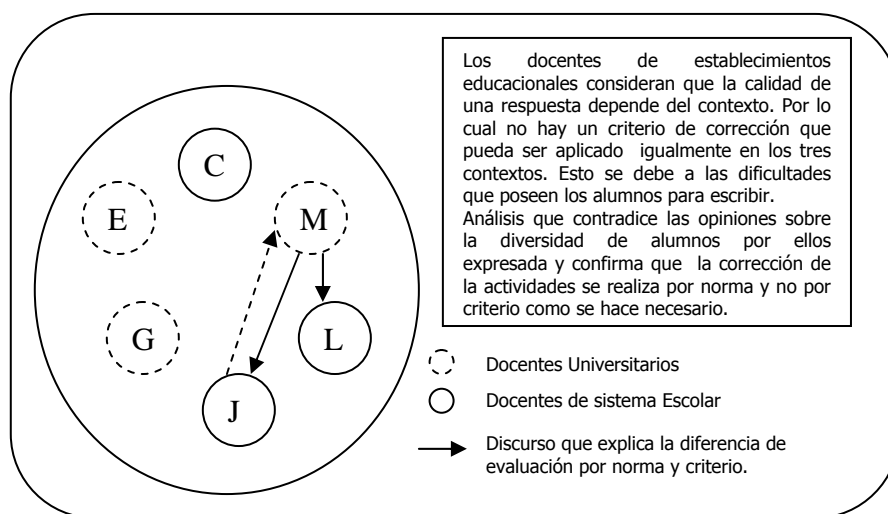 Los docentes de establecimientos
educacionales consideran que la calidad de
una respuesta depende del contexto. Por lo
cual no hay un criterio de corrección que
pueda ser aplicado igualmente en los tres
contextos. Esto se debe a las dificultades
que poseen los alumnos para escribir.
Análisis que contradice las opiniones sobre
la diversidad de alumnos por ellos
expresada y confirma que la corrección de
la actividades se realiza por norma y no por
criterio como se hace necesario.
C
E
M
G
L
J
Docentes Universitarios
Docentes de sistema Escolar
Discurso que explica la diferencia de
evaluación por norma y criterio.